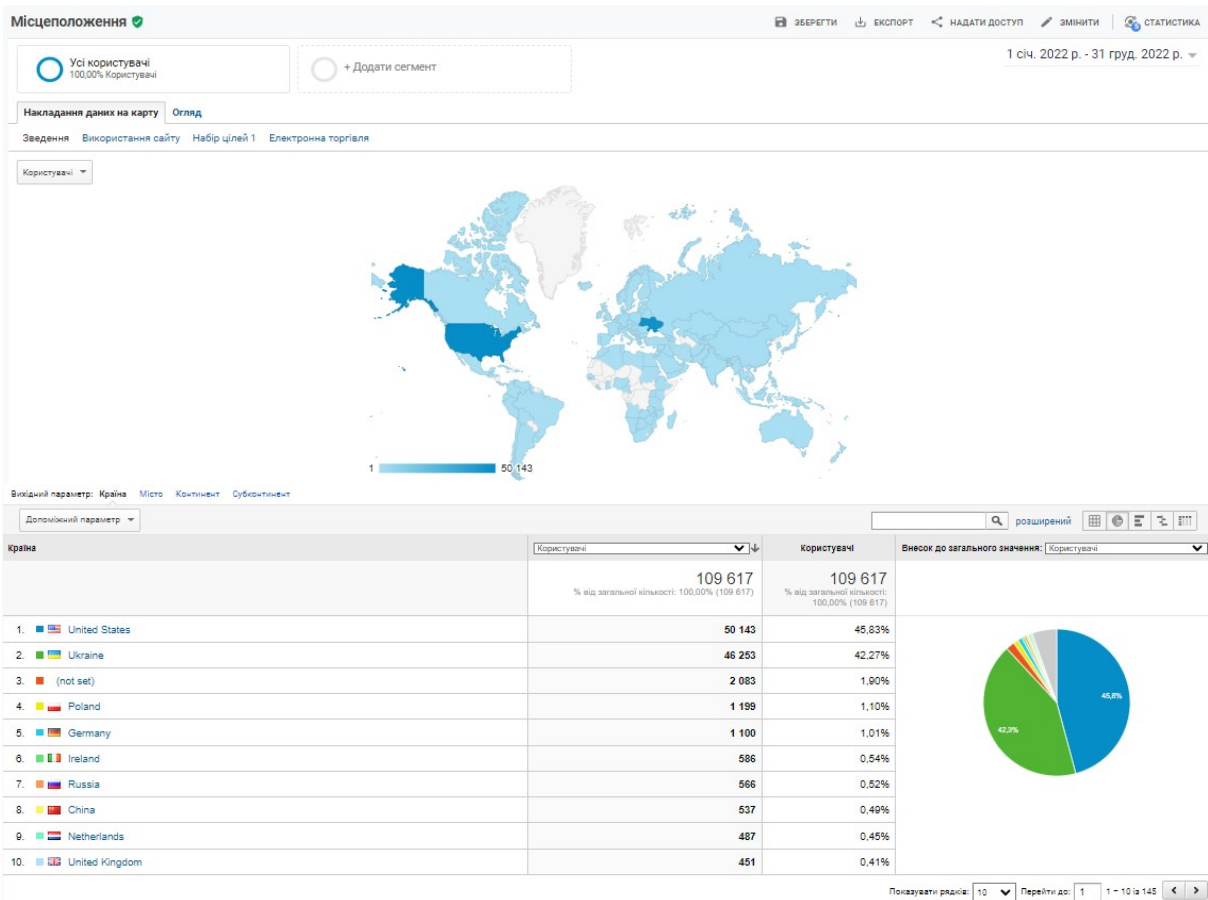 Місцеположення
ЗБЕРЕГТИ ЕКСПОРТ НАДАТИ ДОСТУП ЗМІНИТИ СТАТИСТИКА
1 січ. 2022 р. - 31 груд. 2022 р.
Усі користувачі
100,00% Користувачі
+ Додати сегмент
Накладання даних на карту Огляд
Зведення Використання сайту Набір цілей 1 Електронна торгівля
Користувачі
1 50 143
Вихідний параметр: Країна Місто Континент Субконтинент
Допоміжний параметр розширений
Країна Користувачі Користувачі Внесок до загального значення: Користувачі
109 617 109 617
% від загальної кількості: 100,00% (109 617) % від загальної кількості:
100,00% (109 617)
1. United States 50 143 45,83%
2. Ukraine 46 253 42,27%
3. (not set) 2 083 1,90%
4. Poland 1 199 1,10%
5. Germany 1 100 1,01%
6. Ireland 586 0,54%
7. Russia 566 0,52%
8. China 537 0,49%
9. Netherlands 487 0,45%
10. United Kingdom 451 0,41%
45,8%
42,3%
Показувати рядків: 10 Перейти до: 1 1 – 10 із 145